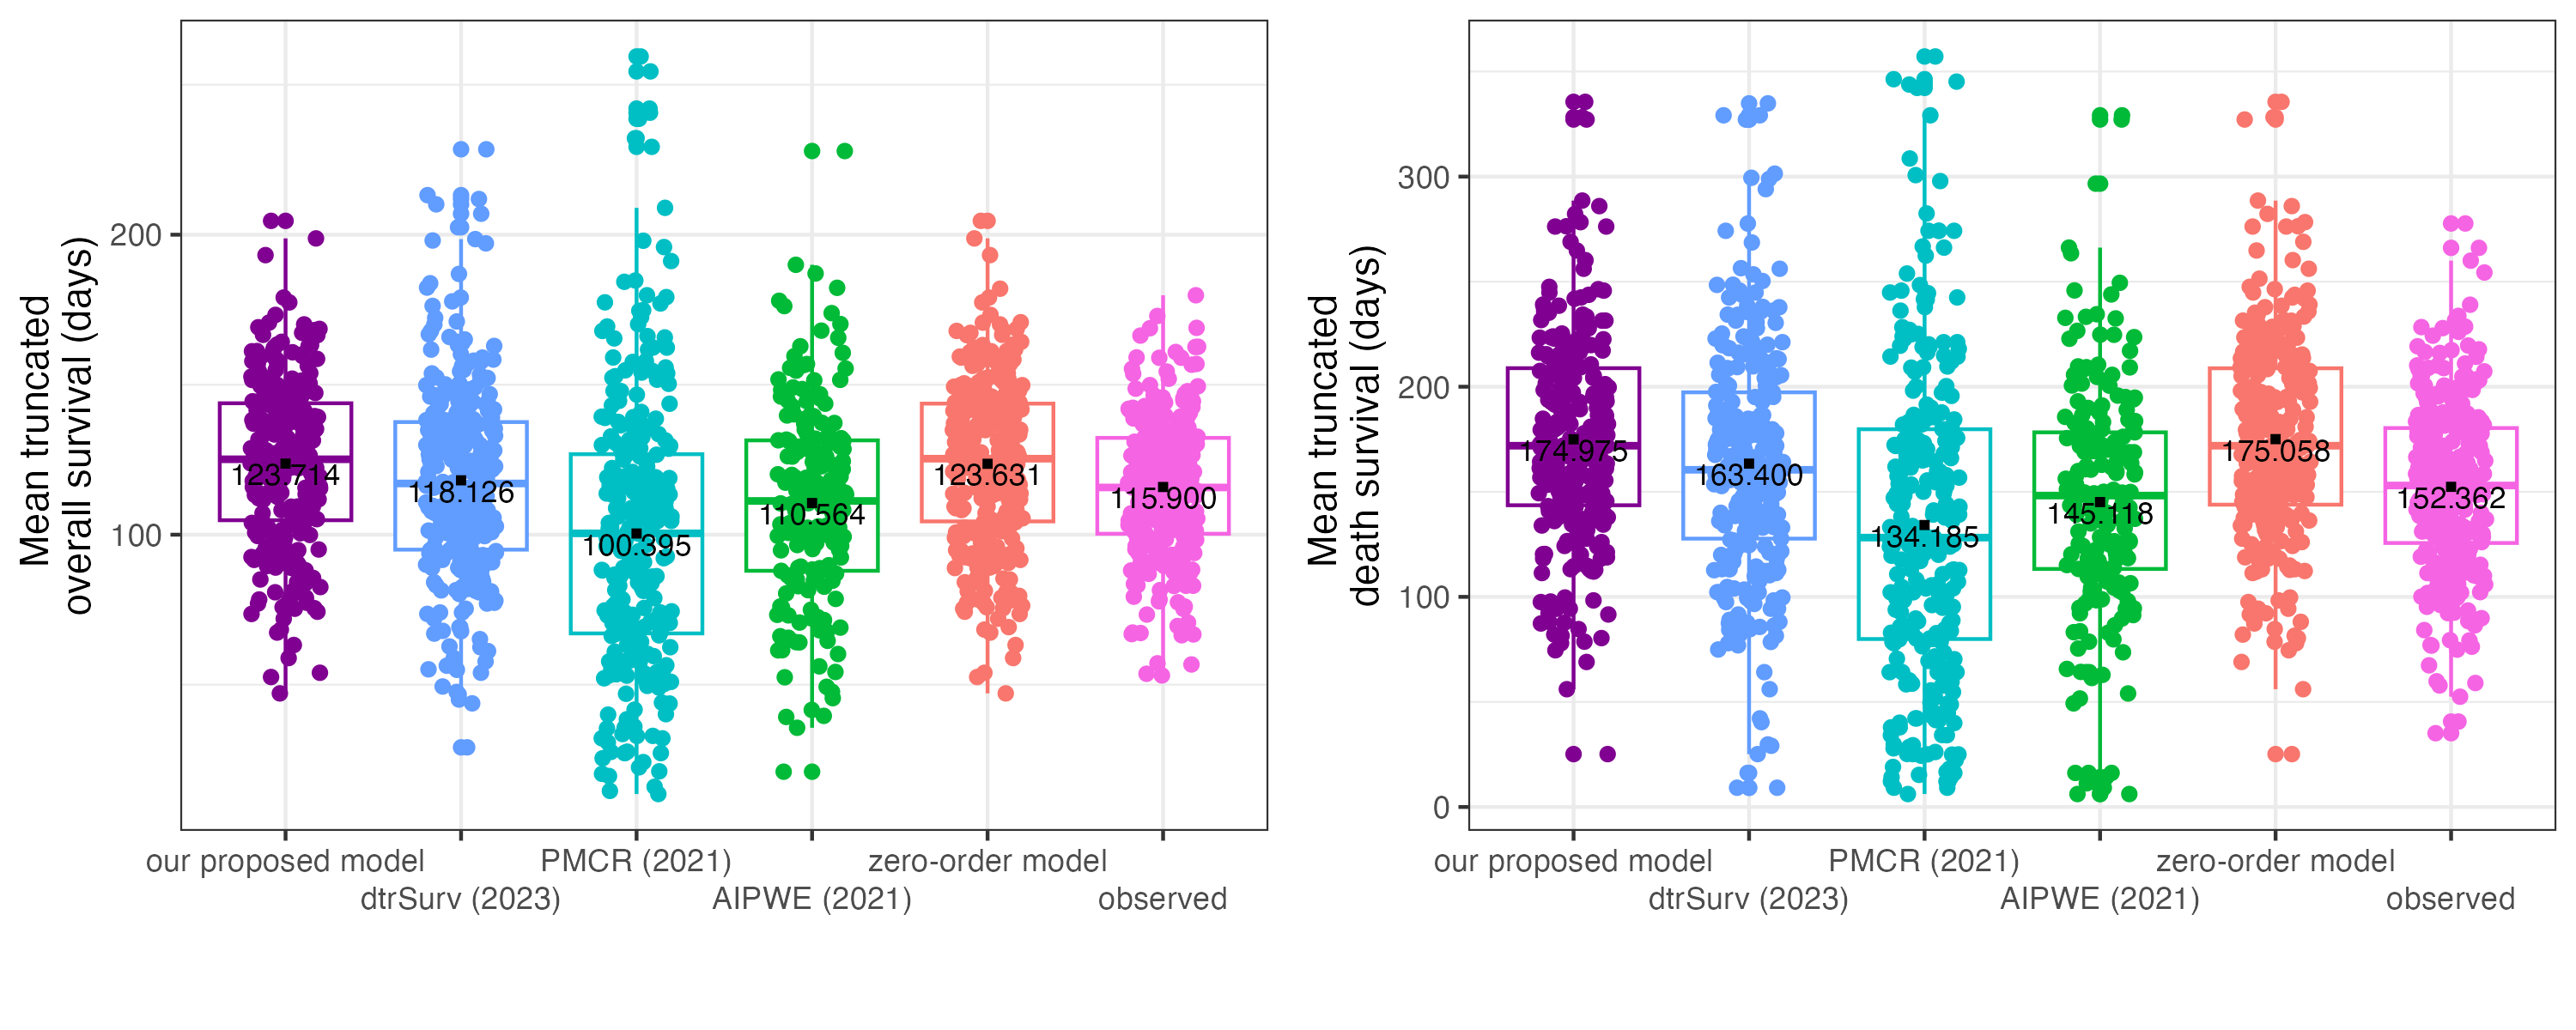 Mean truncated
overall survival (days)
200
100
123.714
118.126
100.395
110.564
123.631
115.900
our proposed model
PMCR (2021)
zero-order model
dtrSurv (2023)
AIPWE (2021)
observed
Mean truncated
death survival (days)
300
200
100
0
174.975
163.400
134.185
145.118
175.058
152.362
our proposed model
PMCR (2021)
zero-order model
dtrSurv (2023)
AIPWE (2021)
observed